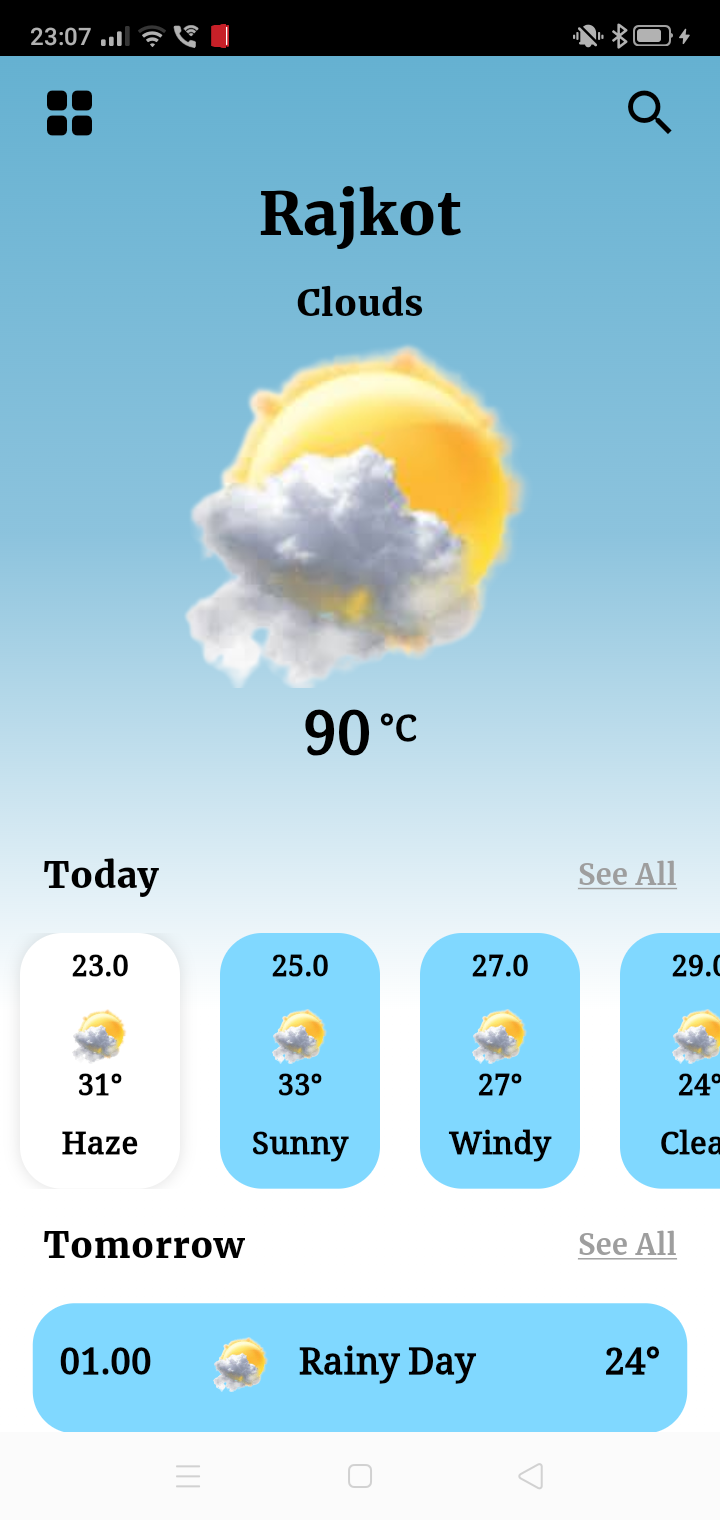 23:07
Rajkot
Clouds
90 °C
Today See All
23.0 25.0 27.0 29.0
31° 33° 27° 24°
Haze Sunny Windy Clea
Tomorrow See All
01.00 Rainy Day 24°